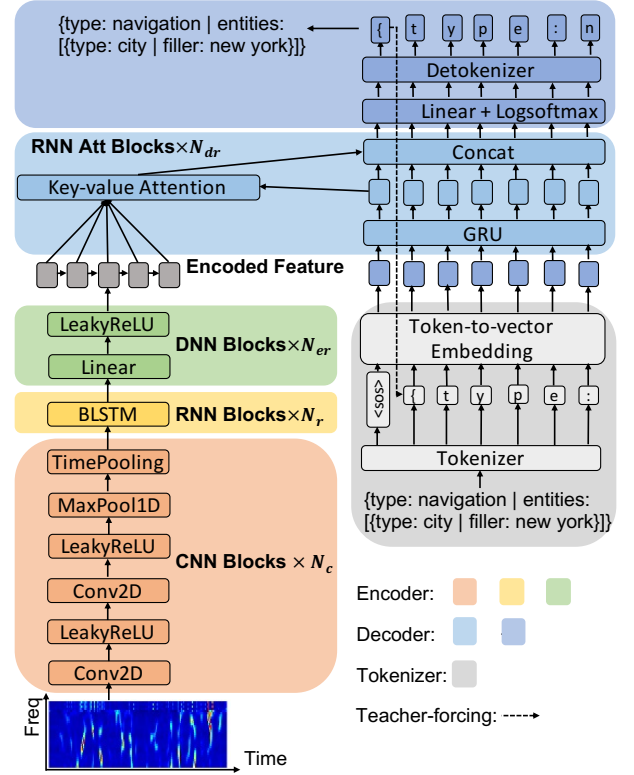 {type: navigation | entities:
[{type: city | filler: new york}]}
{ t y p e : n
Detokenizer
Linear + Logsoftmax
RNN Att Blocks×N_dr
Concat
Key-value Attention
GRU
Encoded Feature
LeakyReLU
DNN Blocks×N_er
Linear
Token-to-vector
Embedding
BLSTM
RNN Blocks×N_r
<sos> { t y p e :
TimePooling
Tokenizer
MaxPool1D
{type: navigation | entities:
[{type: city | filler: new york}]}
LeakyReLU
CNN Blocks × N_c
Conv2D
LeakyReLU
Conv2D
Encoder:
Decoder:
Tokenizer:
Teacher-forcing:
Freq
Time